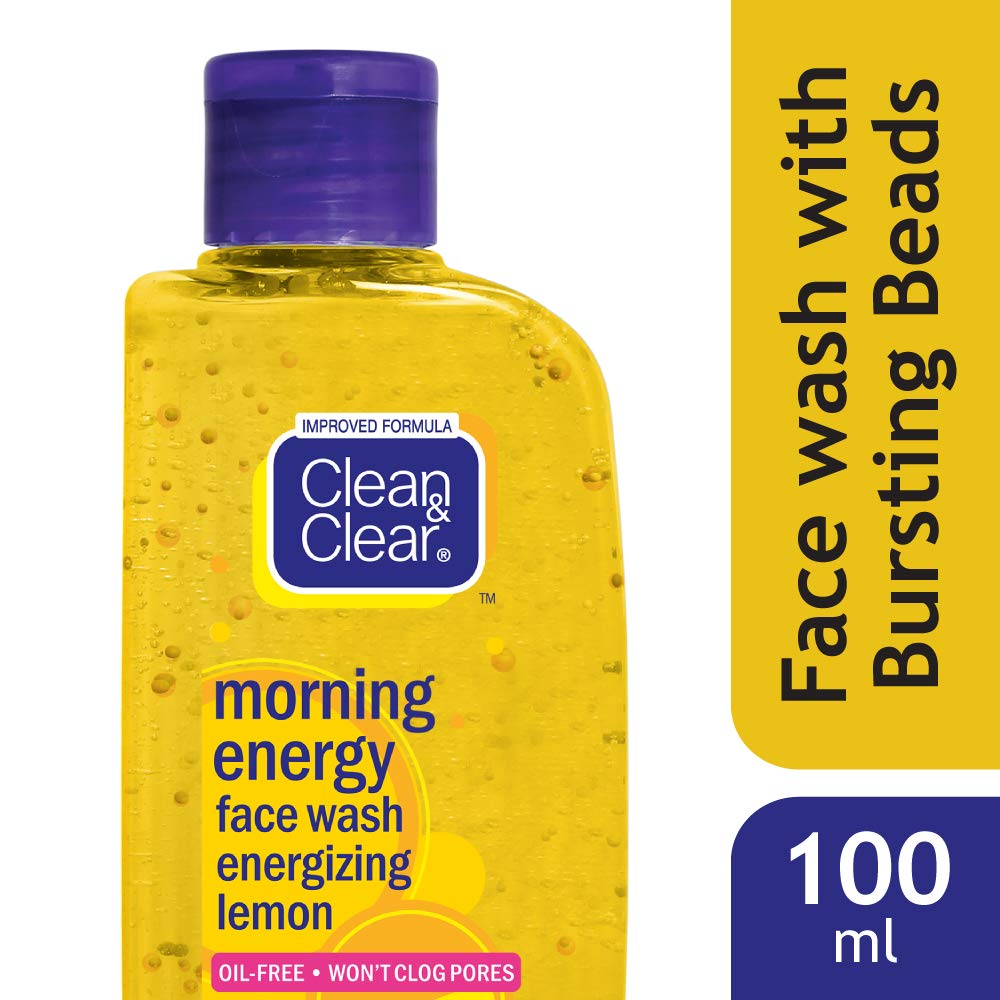 IMPROVED FORMULA
Clean &
Clear®
TM
morning
energy
face wash
energizing
lemon
OIL-FREE • WON'T CLOG PORES
Face wash with
Bursting Beads
100
ml